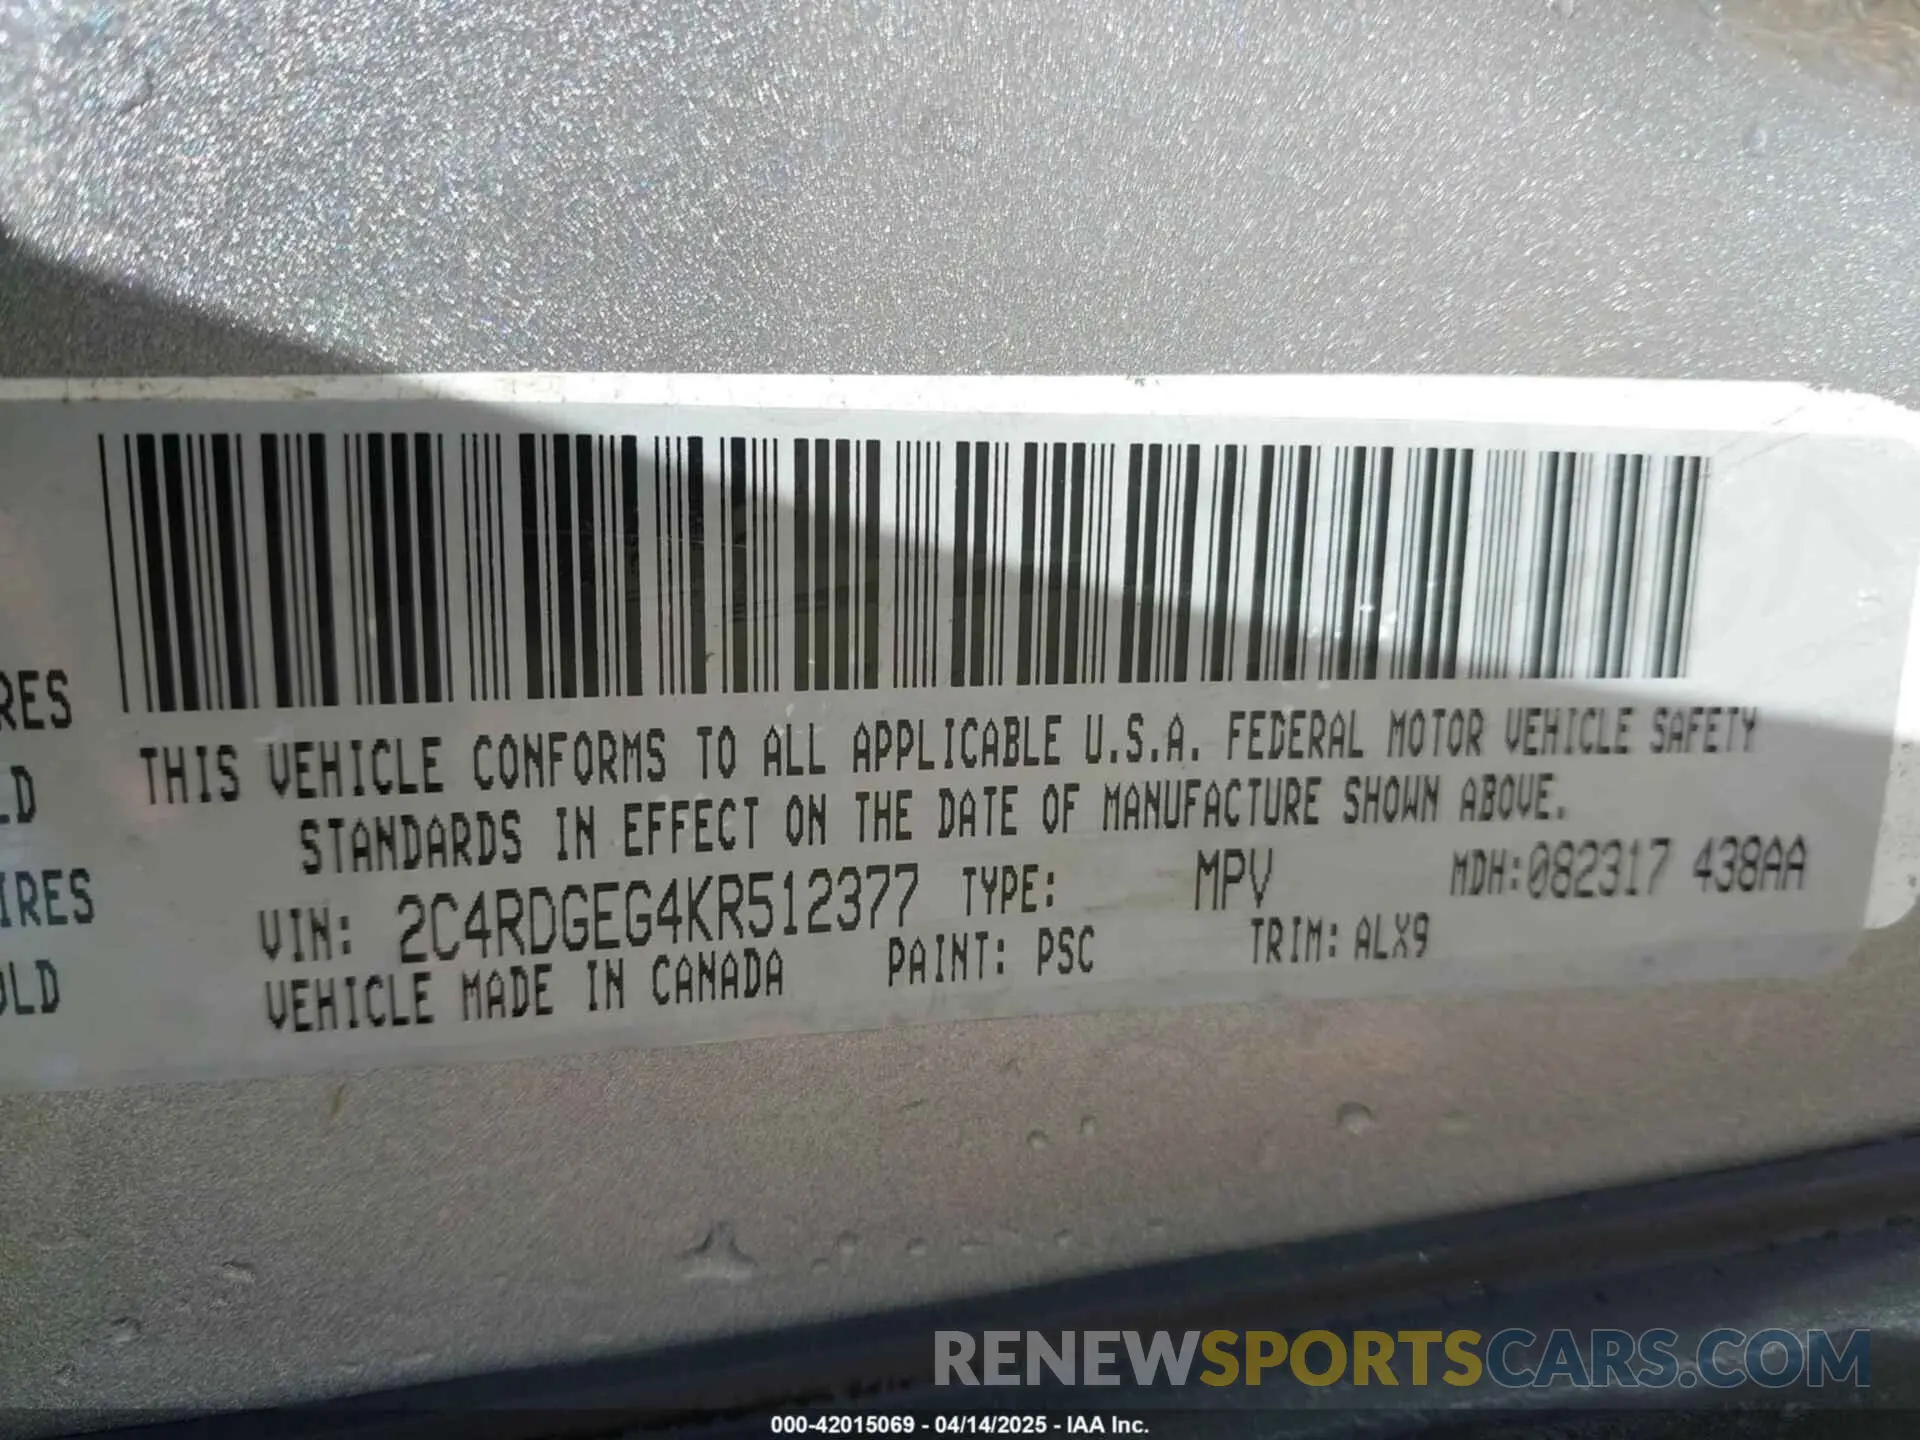 RES
LD
IRES
OLD
THIS VEHICLE CONFORMS TO ALL APPLICABLE U.S.A. FEDERAL MOTOR VEHICLE SAFETY
STANDARDS IN EFFECT ON THE DATE OF MANUFACTURE SHOWN ABOVE.
VIN: 2C4RDGEG4KR512377 TYPE: MPV MDH:082317 438AA
VEHICLE MADE IN CANADA PAINT: PSC TRIM: ALX9
RENEWSPORTSCARS.COM
000-42015069 - 04/14/2025 - IAA Inc.